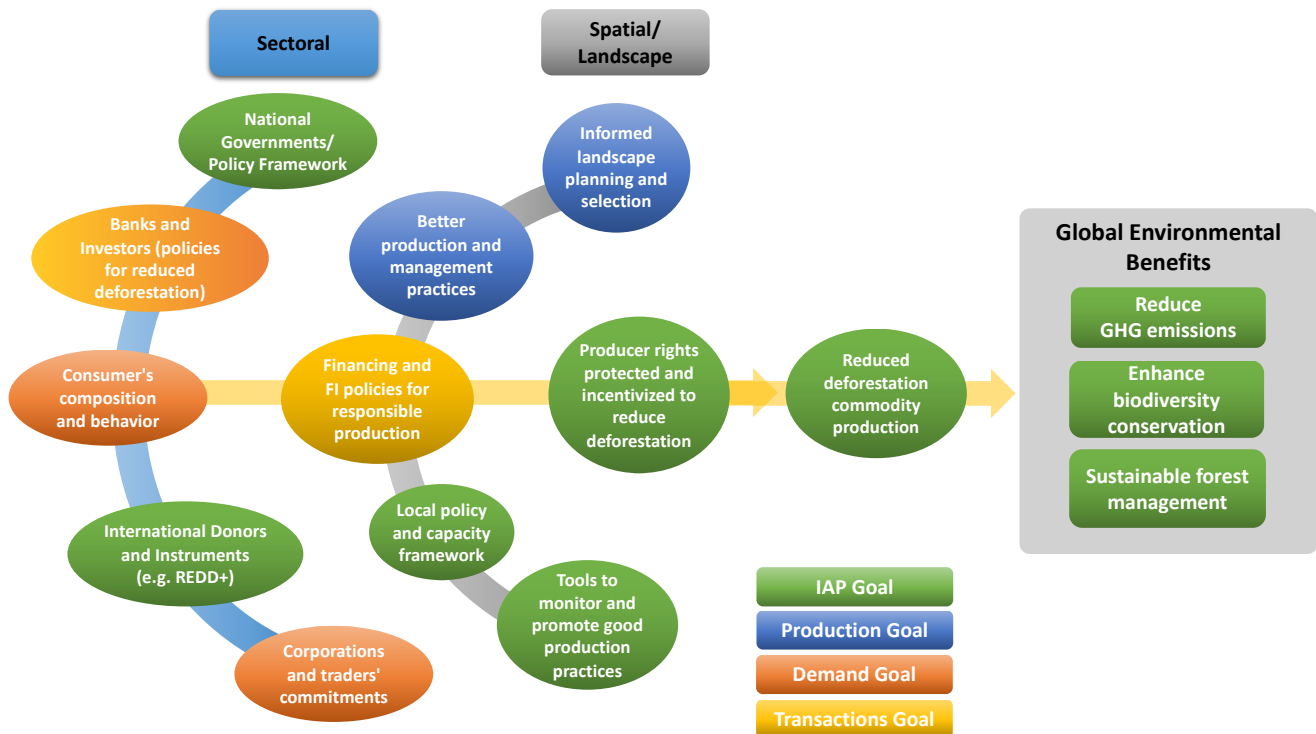 Sectoral
Spatial/
Landscape
National
Governments/
Policy Framework
Informed
landscape
planning and
selection
Banks and
Investors (policies
for reduced
deforestation)
Better
production and
management
practices
Consumer's
composition
and behavior
Financing and
FI policies for
responsible
production
Producer rights
protected and
incentivized to
reduce
deforestation
Reduced
deforestation
commodity
production
Global Environmental
Benefits
Reduce
GHG emissions
Enhance
biodiversity
conservation
Sustainable forest
management
International Donors
and Instruments
(e.g. REDD+)
Local policy
and capacity
framework
Tools to
monitor and
promote good
production
practices
Corporations
and traders'
commitments
IAP Goal
Production Goal
Demand Goal
Transactions Goal